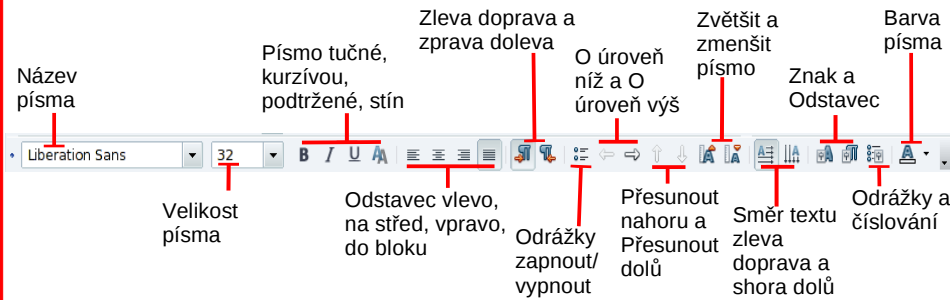 Název
písma
Písmo tučné,
kurzívou,
podtržené, stín
Zleva doprava a
zprava doleva
O úroveň
níž a O
úroveň výš
Zvětšit a
zmenšit
písmo
Znak a
Odstavec
Barva
písma
Liberation Sans
32
B I U A
Velikost
písma
Odstavec vlevo,
na střed, vpravo,
do bloku
Odrážky
zapnout/
vypnout
Přesunout
nahoru a
Přesunout
dolů
Směr textu
zleva
doprava a
shora dolů
Odrážky a
číslování